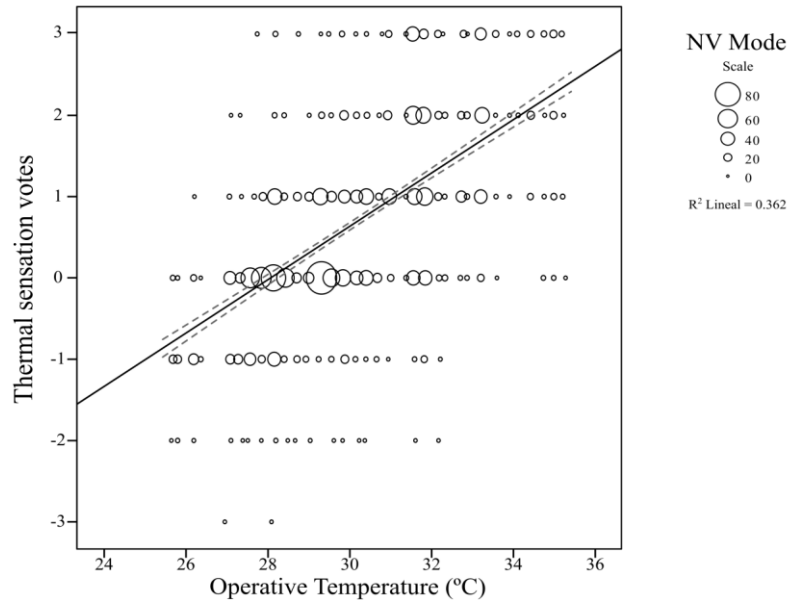 3
2
1
0
-1
-2
-3
Thermal sensation votes
24 26 28 30 32 34 36
Operative Temperature (ºC)
NV Mode
Scale
80
60
40
20
0
R² Lineal = 0.362